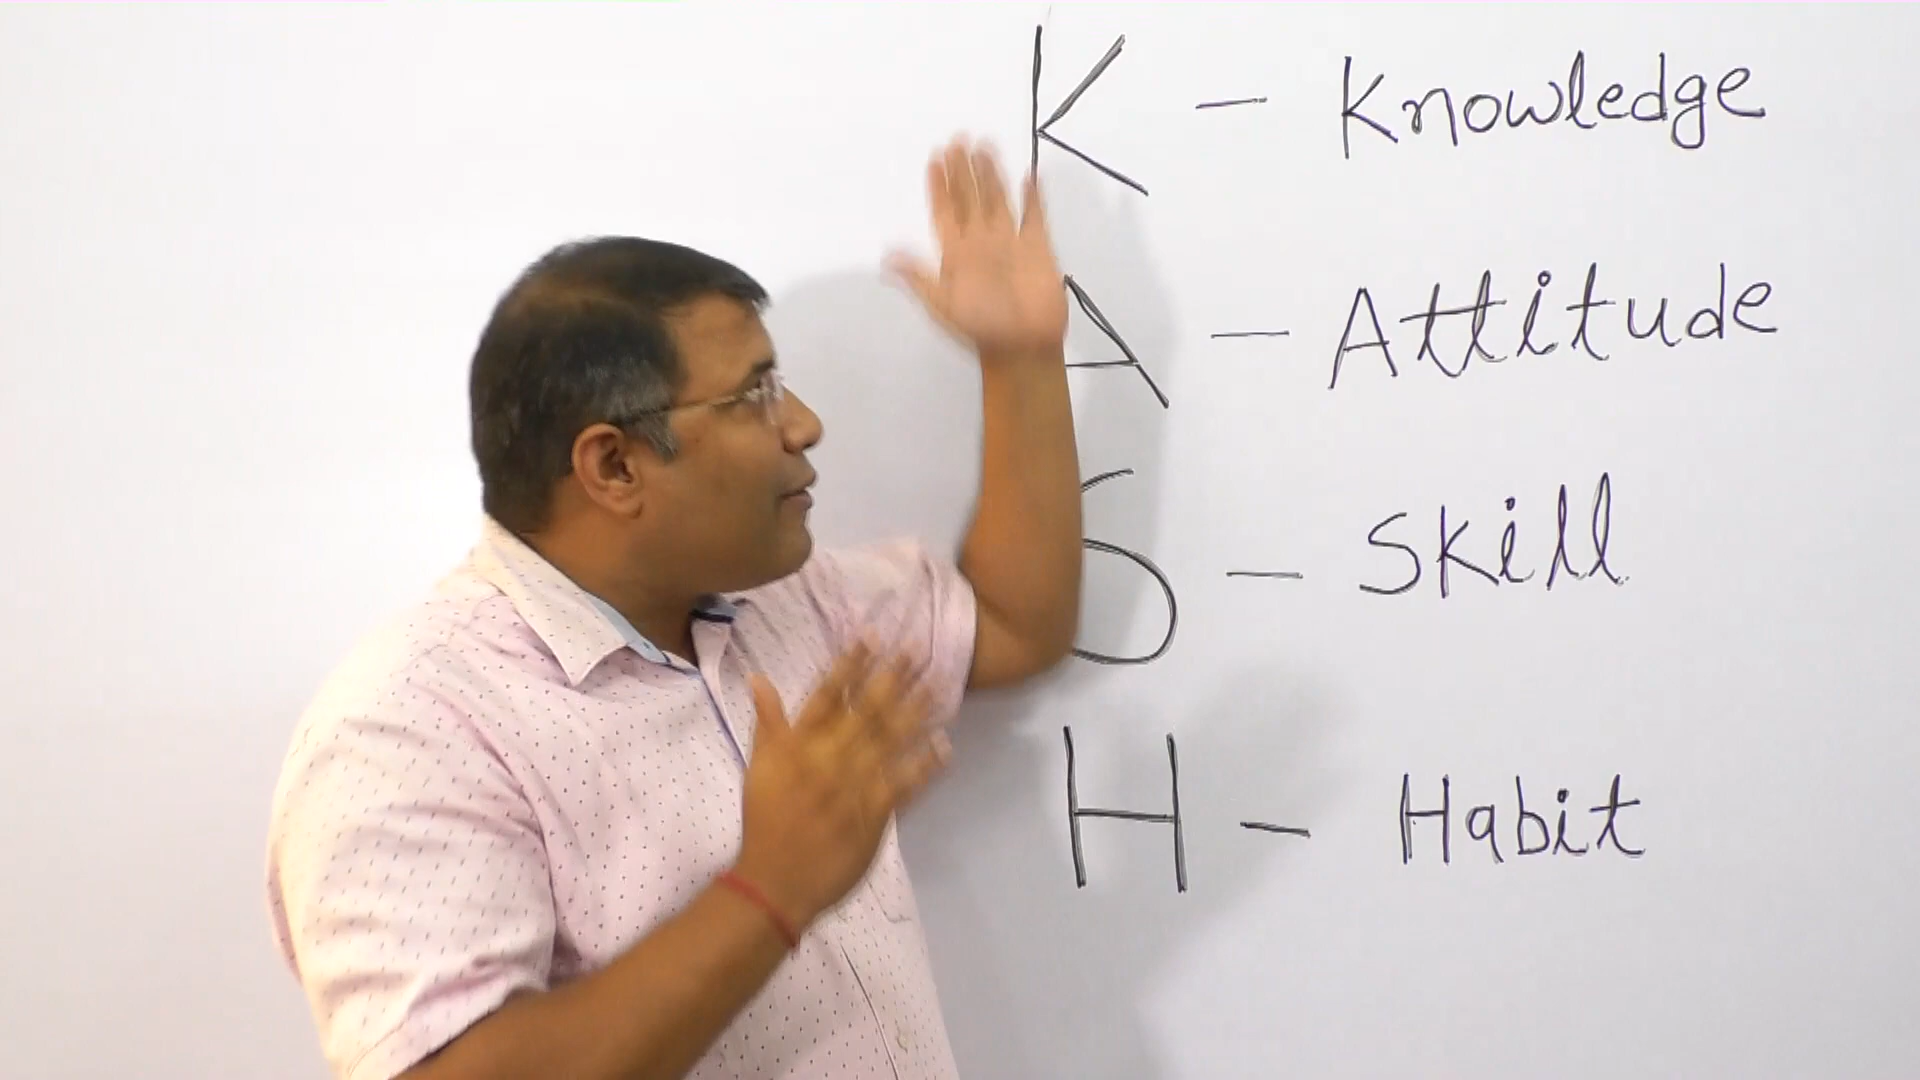 K - Knowledge
A - Attitude
S - Skill
H - Habit